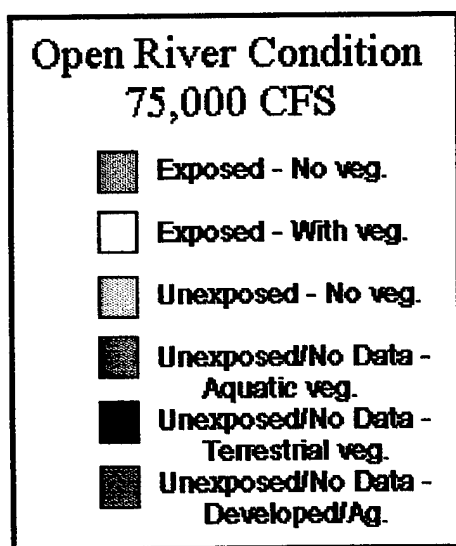 Open River Condition
75,000 CFS
Exposed - No veg.
Exposed - With veg.
Unexposed - No veg.
Unexposed/No Data -
Aquatic veg.
Unexposed/No Data -
Terrestrial veg.
Unexposed/No Data -
Developed/Ag.